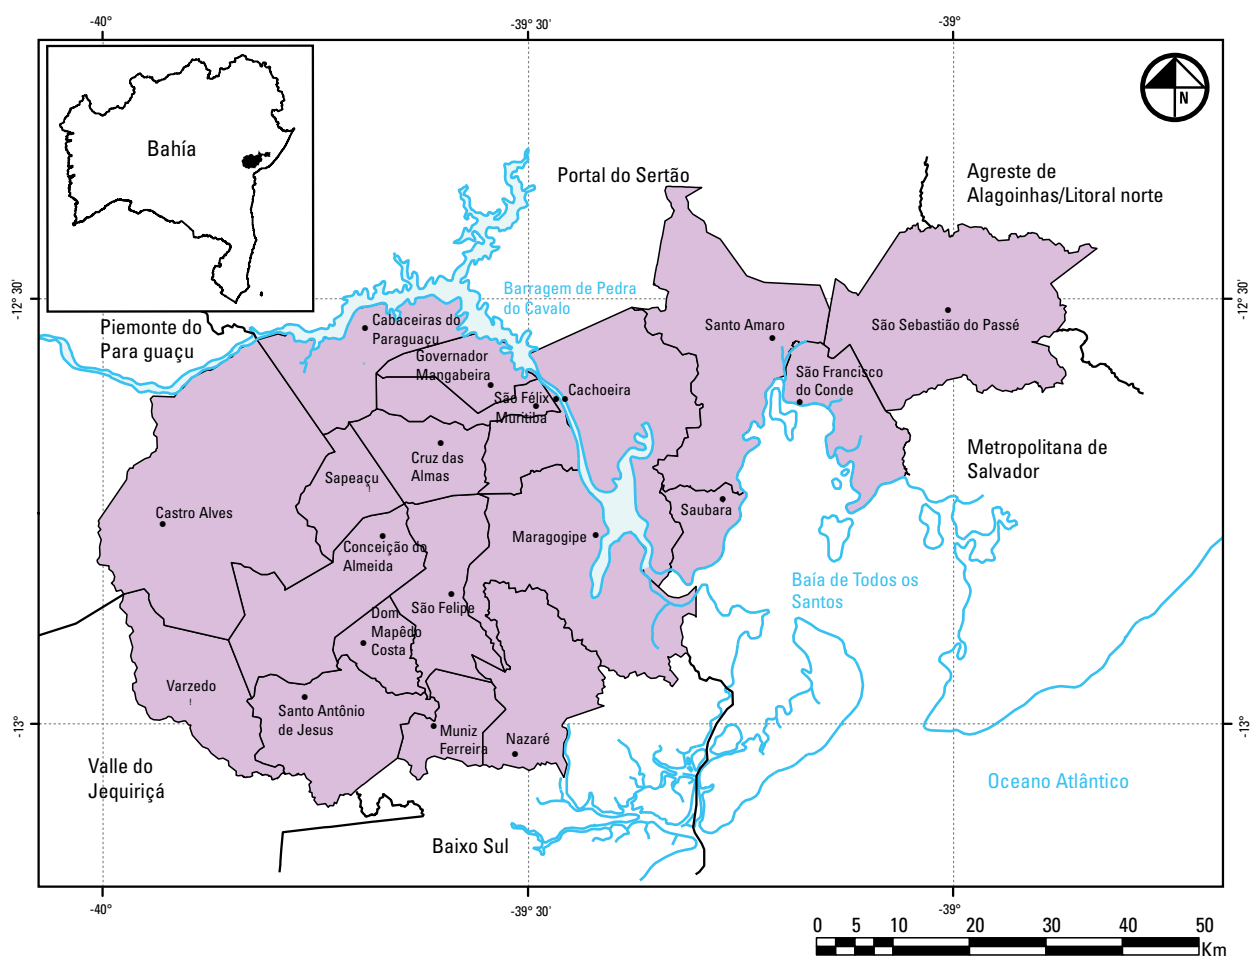 -40°
-39° 30'
-39°
Bahía
N
Portal do Sertão
Agreste de
Alagoinhas/Litoral norte
-12° 30'
-12° 30'
Barragem de Pedra
do Cavalo
Piemonte do
Para guaçu
Cabaceiras do
Paraguaçu
Santo Amaro
São Sebastião do Passé
Governador
Mangabeira
São Francisco
do Conde
São Félix
Cachoeira
Muritiba
Cruz das
Almas
Metropolitana de
Salvador
Sapeaçu
Castro Alves
Saubara
Maragogipe
Conceição do
Almeida
Baía de Todos os
Santos
São Felipe
Dom
Mapêdo
Costa
Varzedo
Santo Antônio
de Jesus
-13°
-13°
Muniz
Ferreira
Nazaré
Valle do
Jequiriçá
Oceano Atlântico
Baixo Sul
-40°
-39° 30'
-39°
0 5 10 20 30 40 50
Km